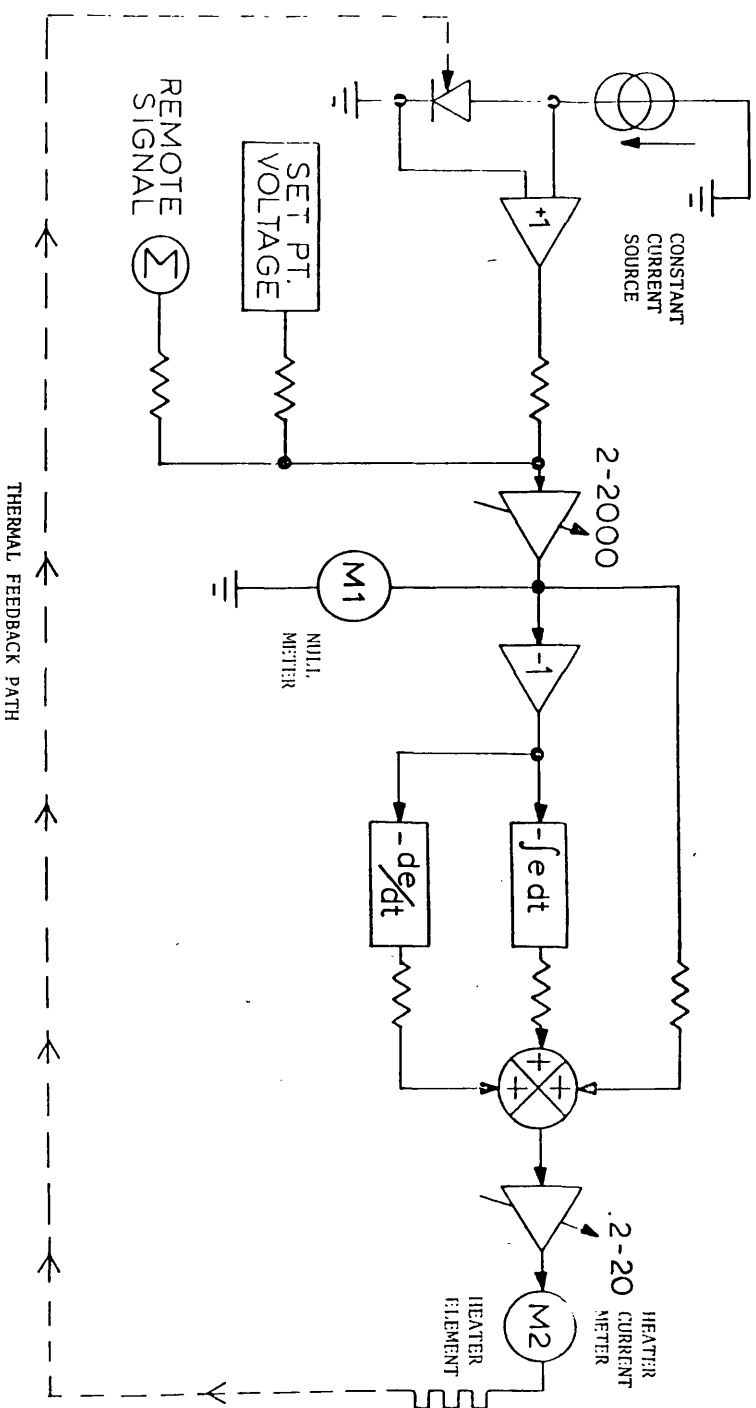 CONSTANT
CURRENT
SOURCE
+1
SET PT.
VOLTAGE
REMOTE
SIGNAL
Σ
2-2000
M1
NULL
METER
-1
-∫e dt
-de/dt
+
+
+
.2-20
HEATER
CURRENT
METER
M2
HEATER
ELEMENT
THERMAL FEEDBACK PATH